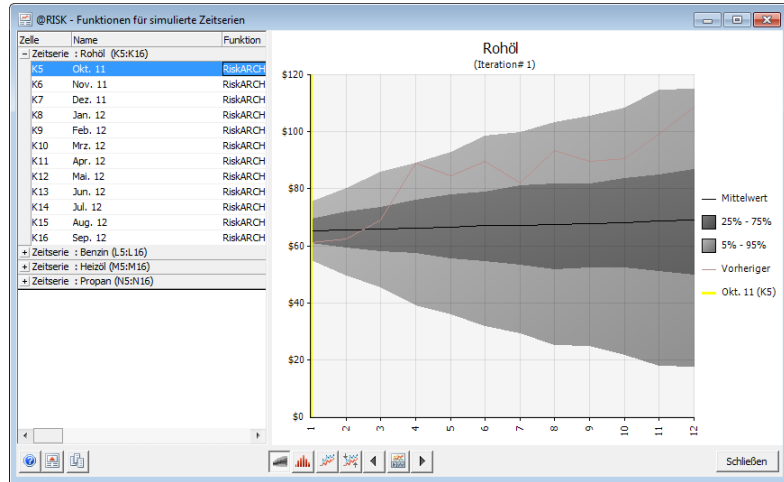 @RISK - Funktionen für simulierte Zeitserien
Zelle Name Funktion
Zeitserie : Rohöl (K5:K16)
K5 Okt. 11 RiskARCH
K6 Nov. 11 RiskARCH
K7 Dez. 11 RiskARCH
K8 Jan. 12 RiskARCH
K9 Feb. 12 RiskARCH
K10 Mrz. 12 RiskARCH
K11 Apr. 12 RiskARCH
K12 Mai. 12 RiskARCH
K13 Jun. 12 RiskARCH
K14 Jul. 12 RiskARCH
K15 Aug. 12 RiskARCH
K16 Sep. 12 RiskARCH
Zeitserie : Benzin (L5:L16)
Zeitserie : Heizöl (M5:M16)
Zeitserie : Propan (N5:N16)
Rohöl
(Iteration# 1)
$120
$100
$80
$60
$40
$20
$0
1 2 3 4 5 6 7 8 9 10 11 12
Mittelwert
25% - 75%
5% - 95%
Vorheriger
Okt. 11 (K5)
Schließen